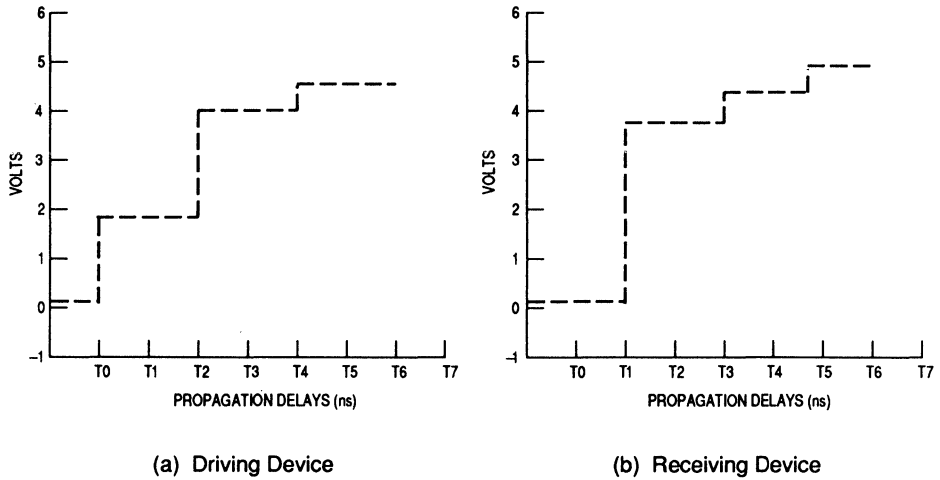 6
5
4
3
2
1
0
–1
VOLTS
T0 T1 T2 T3 T4 T5 T6 T7
PROPAGATION DELAYS (ns)
(a) Driving Device
6
5
4
3
2
1
0
–1
VOLTS
T0 T1 T2 T3 T4 T5 T6 T7
PROPAGATION DELAYS (ns)
(b) Receiving Device